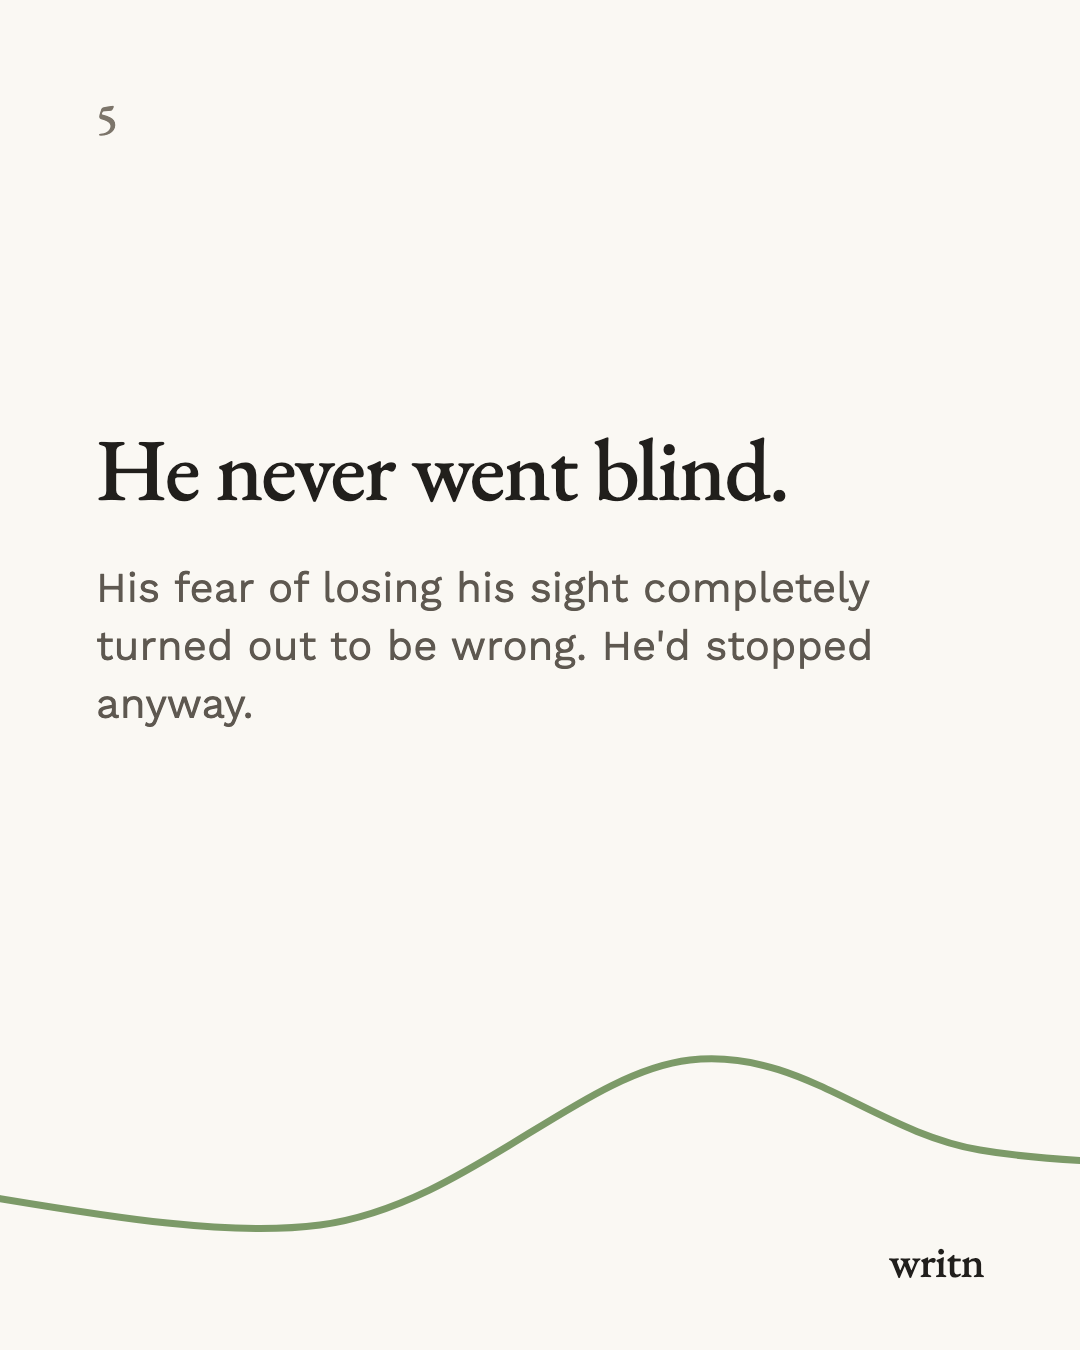 5
He never went blind.
His fear of losing his sight completely
turned out to be wrong. He'd stopped
anyway.
writn